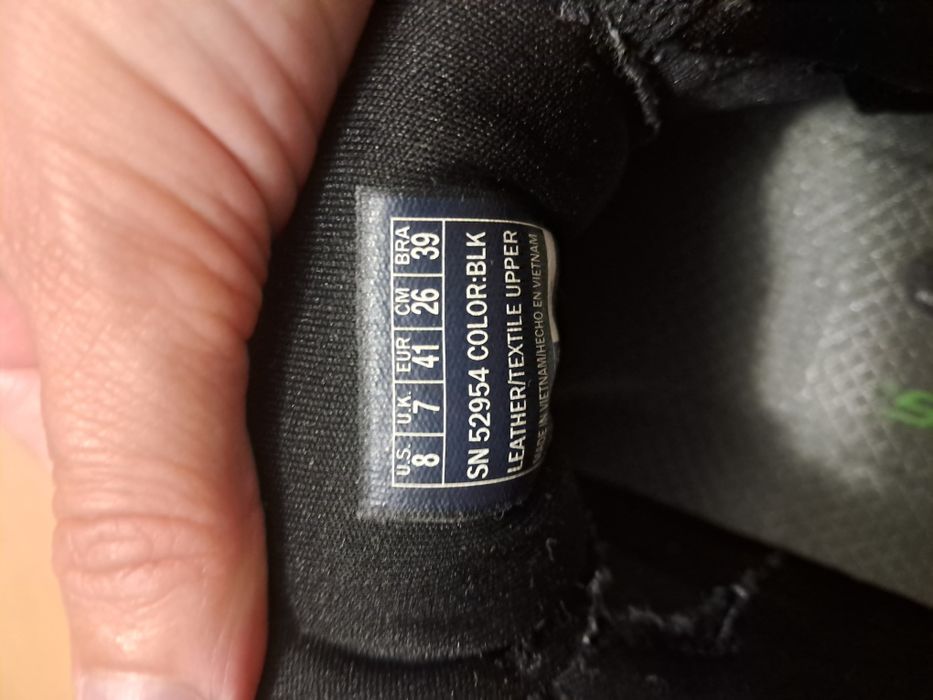 U.S. U.K. EUR CM BRA
8 7 41 26 39
SN 52954 COLOR:BLK
LEATHER/TEXTILE UPPER
MADE IN VIETNAM/HECHO EN VIETNAM